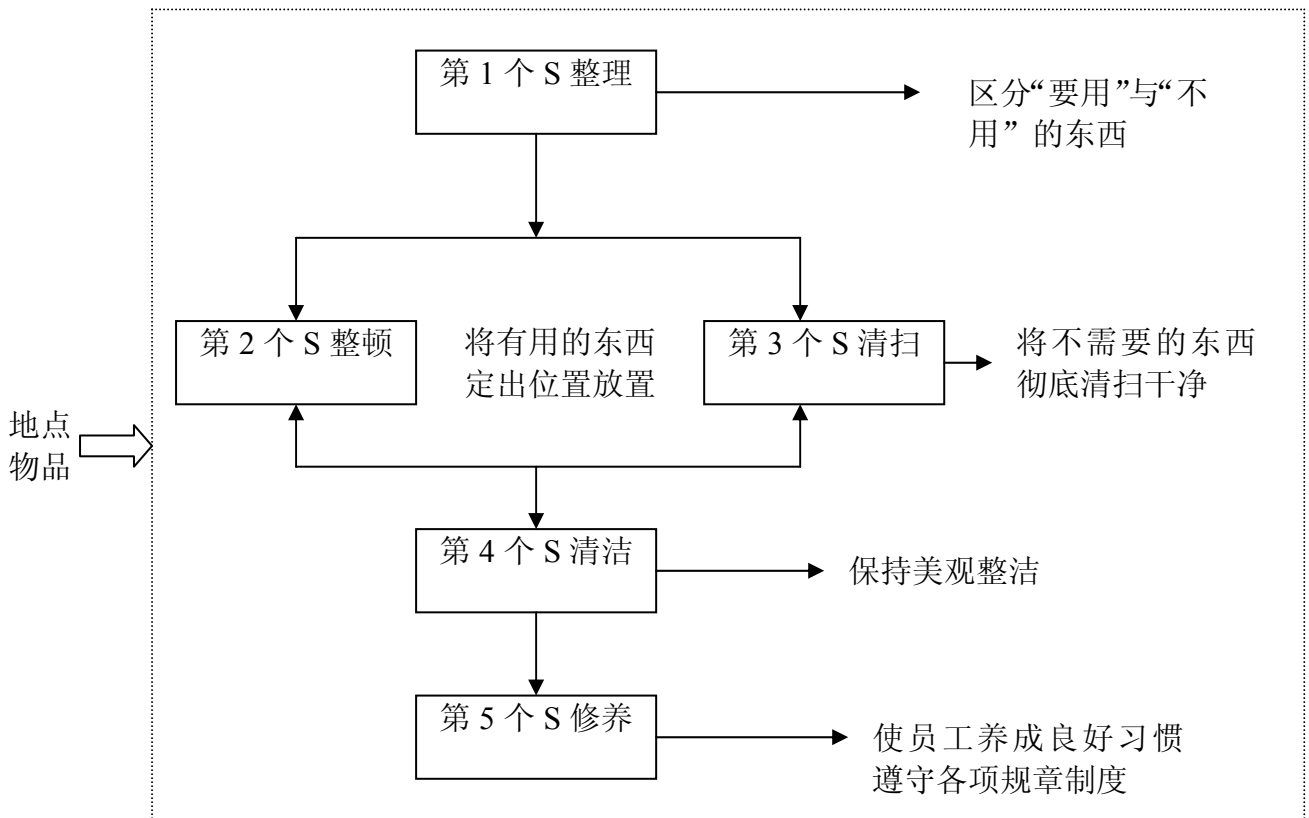 第 1 个 S 整理
区分“要用”与“不
用” 的东西
第 2 个 S 整顿
将有用的东西
定出位置放置
第 3 个 S 清扫
将不需要的东西
彻底清扫干净
地点
物品
第 4 个 S 清洁
保持美观整洁
第 5 个 S 修养
使员工养成良好习惯
遵守各项规章制度